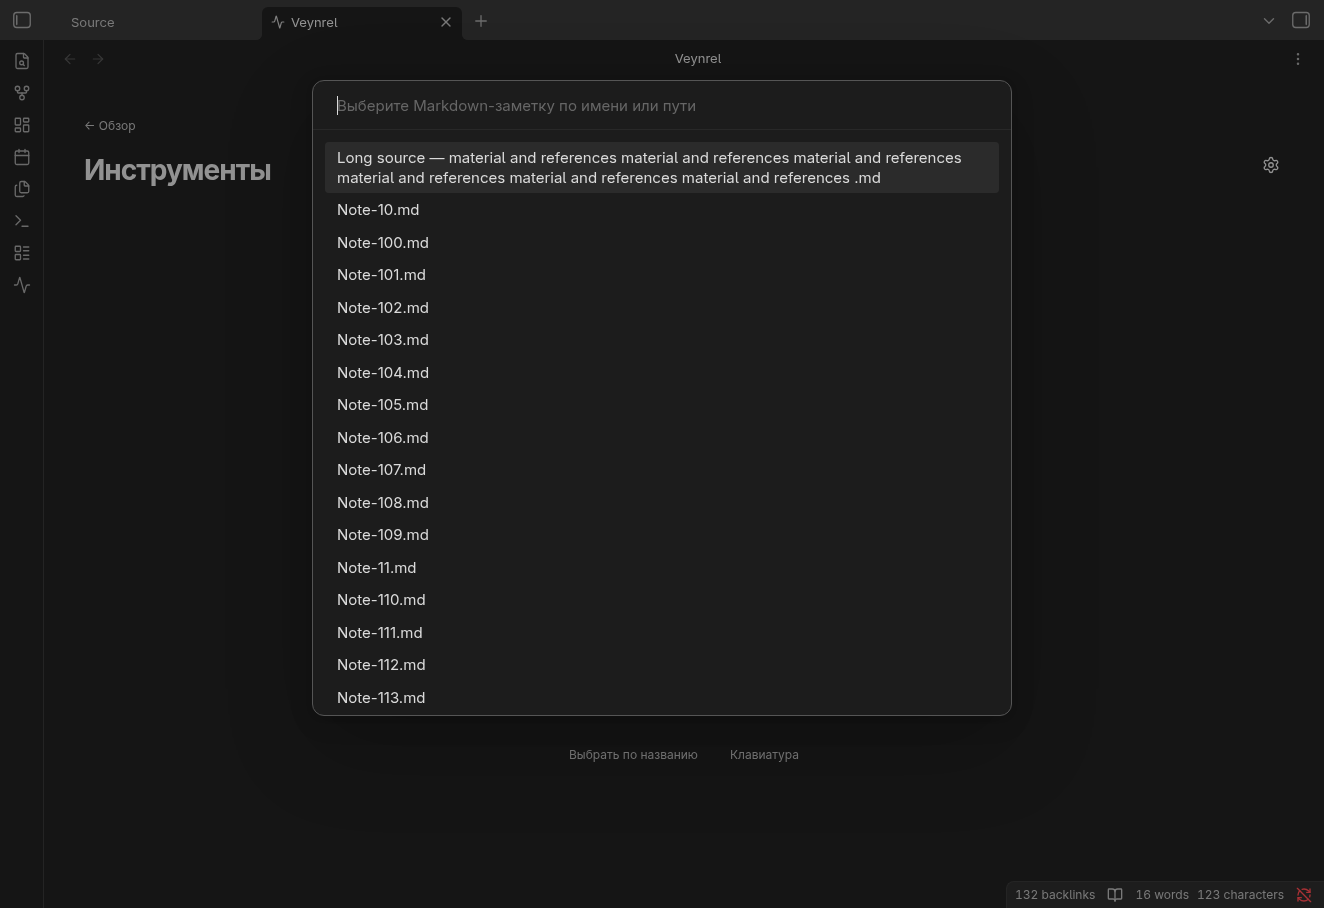 Source
Veynrel
Veynrel
← Обзор
Инструменты
Выберите Markdown-заметку по имени или пути
Long source — material and references material and references material and references
material and references material and references material and references .md
Note-10.md
Note-100.md
Note-101.md
Note-102.md
Note-103.md
Note-104.md
Note-105.md
Note-106.md
Note-107.md
Note-108.md
Note-109.md
Note-11.md
Note-110.md
Note-111.md
Note-112.md
Note-113.md
Выбрать по названию Клавиатура
132 backlinks 16 words 123 characters